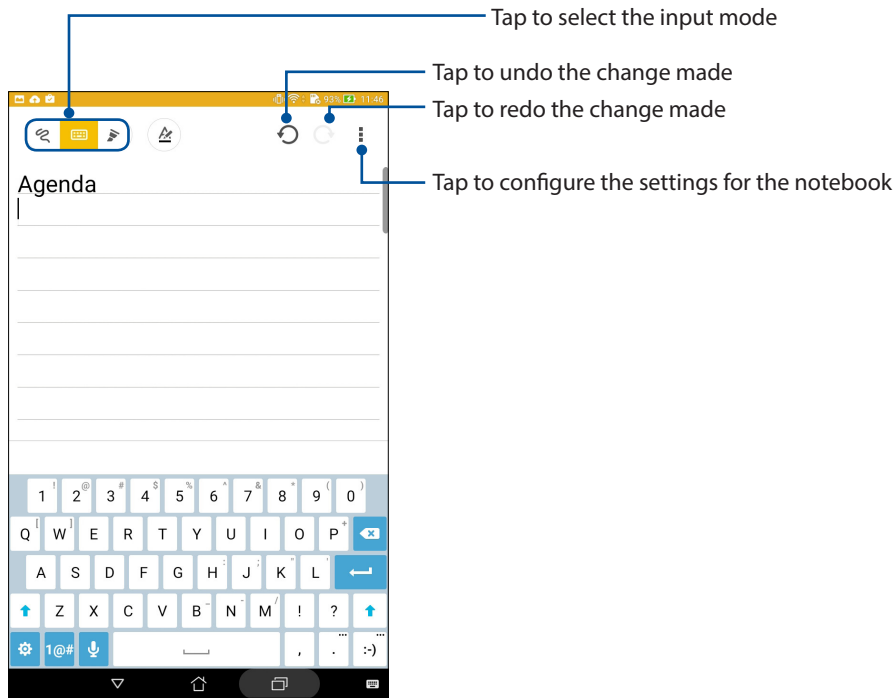 Tap to select the input mode
Tap to undo the change made
Tap to redo the change made
Tap to configure the settings for the notebook
93% 11:46
Agenda
1 ! 2 @ 3 # 4 $ 5 % 6 ^ 7 & 8 * 9 ( 0 )
Q [ W ] E R T Y U I O P +
A S D F G H : J ; K " L '
Z X C V B _ N - M / ! ?
1@# , . ... :-) ...